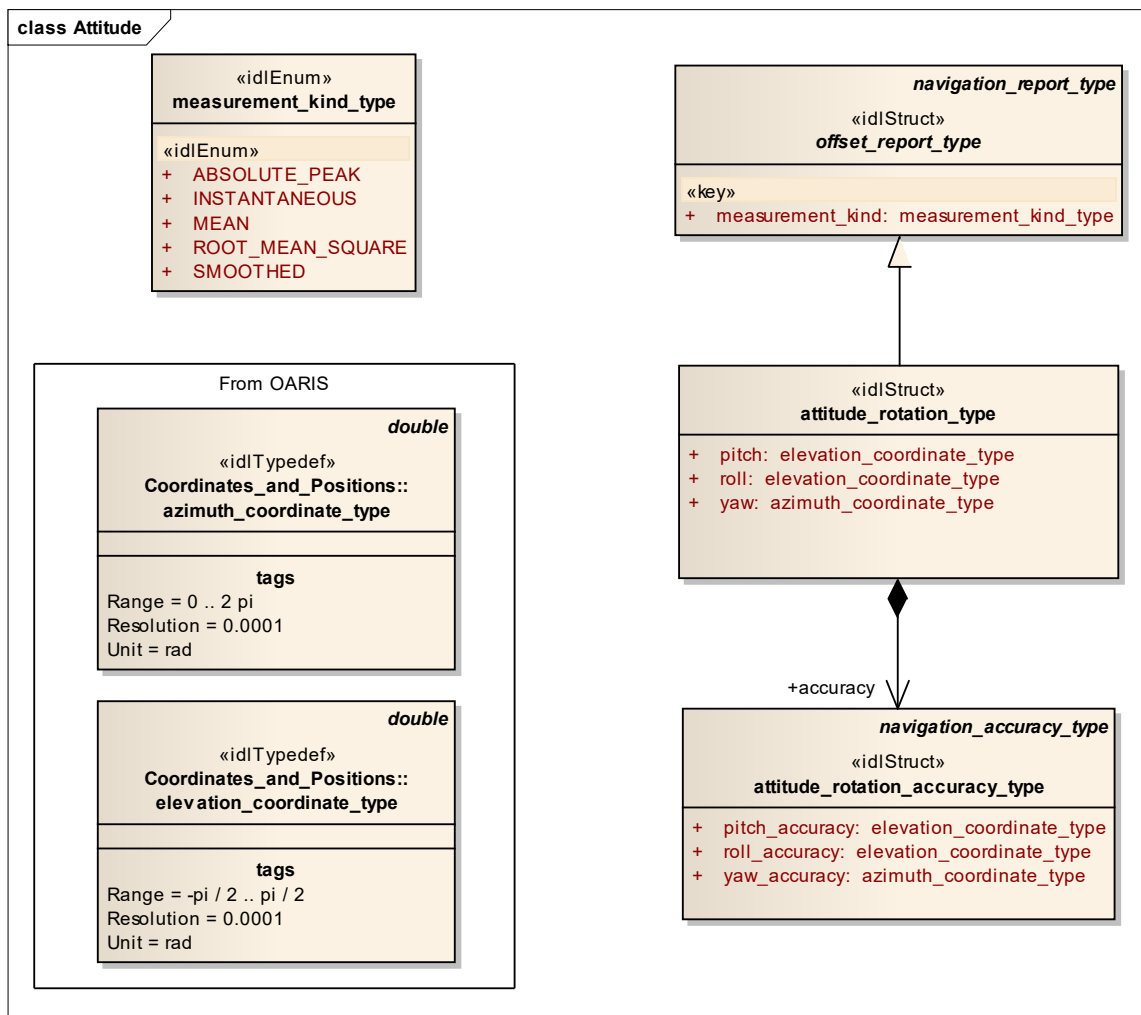 class Attitude
«idlEnum»
measurement_kind_type
«idlEnum»
+ ABSOLUTE_PEAK
+ INSTANTANEOUS
+ MEAN
+ ROOT_MEAN_SQUARE
+ SMOOTHED
navigation_report_type
«idlStruct»
offset_report_type
«key»
+ measurement_kind: measurement_kind_type
From OARIS
double
«idlTypedef»
Coordinates_and_Positions::
azimuth_coordinate_type
tags
Range = 0 .. 2 pi
Resolution = 0.0001
Unit = rad
double
«idlTypedef»
Coordinates_and_Positions::
elevation_coordinate_type
tags
Range = -pi / 2 .. pi / 2
Resolution = 0.0001
Unit = rad
«idlStruct»
attitude_rotation_type
+ pitch: elevation_coordinate_type
+ roll: elevation_coordinate_type
+ yaw: azimuth_coordinate_type
+accuracy
navigation_accuracy_type
«idlStruct»
attitude_rotation_accuracy_type
+ pitch_accuracy: elevation_coordinate_type
+ roll_accuracy: elevation_coordinate_type
+ yaw_accuracy: azimuth_coordinate_type